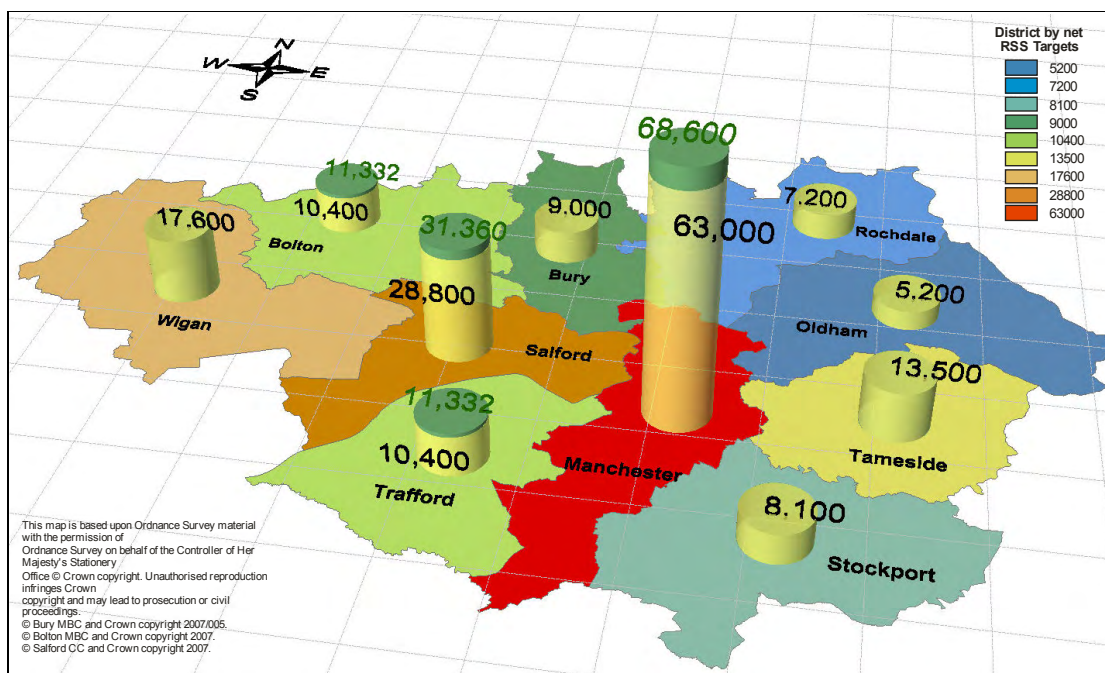 District by net
RSS Targets
5200
7200
8100
9000
10400
13500
17600
28800
63000
N
W
E
S
68,600
63,000
11,332
10,400
Bolton
17.600
Wigan
31.360
28,800
Salford
9.000
Bury
7.200
Rochdale
5.200
Oldham
13.500
Tameside
11,332
10,400
Trafford
Manchester
8.100
Stockport
This map is based upon Ordnance Survey material
with the permission of
Ordnance Survey on behalf of the Controller of Her
Majesty's Stationery
Office © Crown copyright. Unauthorised reproduction
infringes Crown
copyright and may lead to prosecution or civil
proceedings.
© Bury MBC and Crown copyright 2007/005.
© Bolton MBC and Crown copyright 2007.
© Salford CC and Crown copyright 2007.